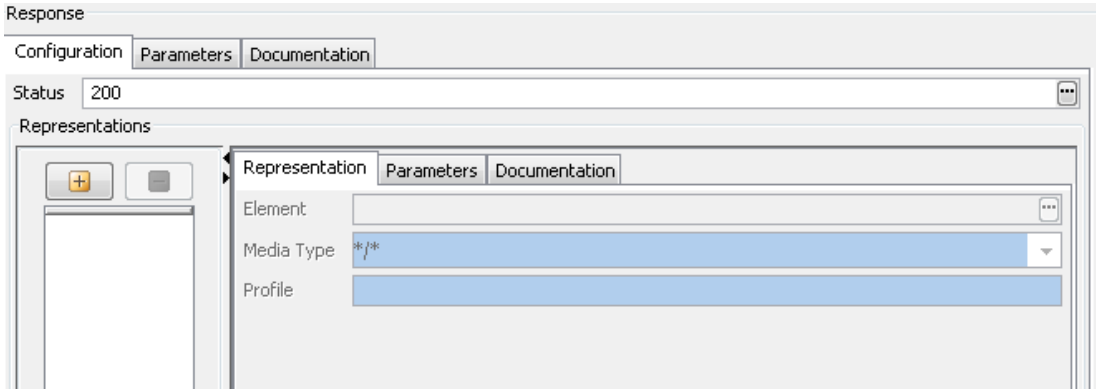 Response
Configuration Parameters Documentation
Status 200
Representations
Representation Parameters Documentation
Element
Media Type */*
Profile